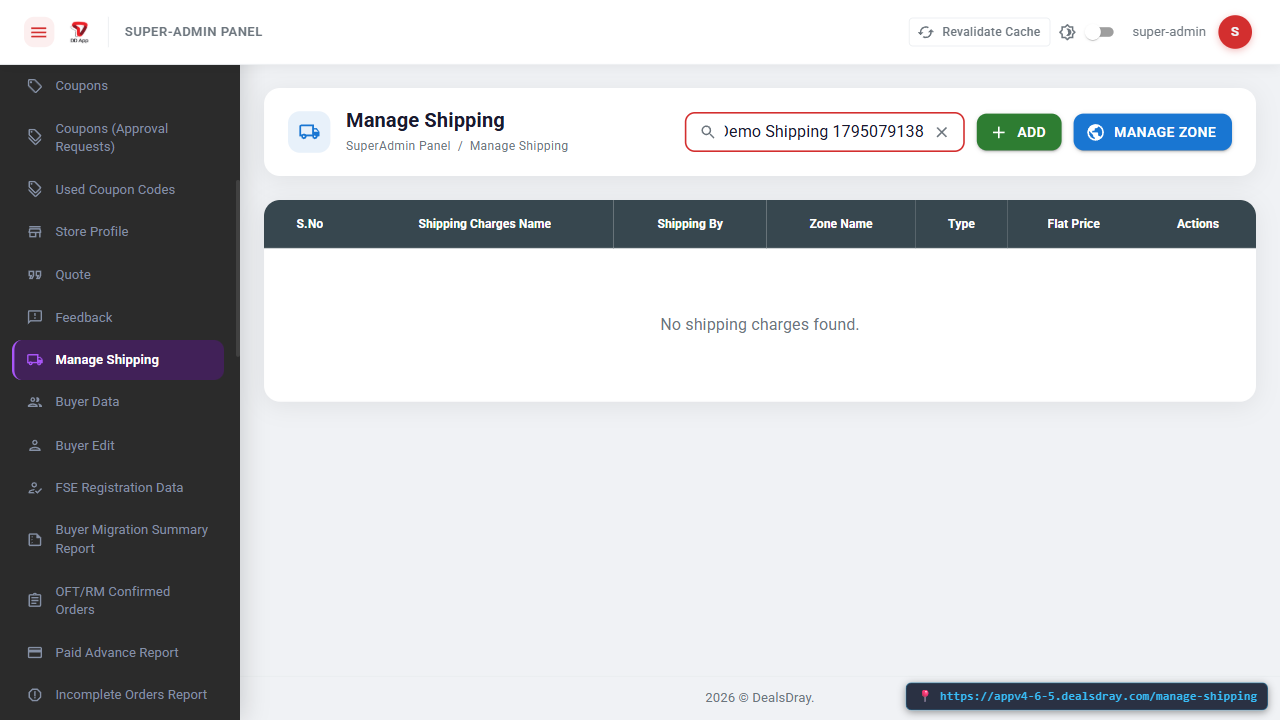 DD App
SUPER-ADMIN PANEL
Revalidate Cache
super-admin
S
Coupons
Coupons (Approval
Requests)
Used Coupon Codes
Store Profile
Quote
Feedback
Manage Shipping
Buyer Data
Buyer Edit
FSE Registration Data
Buyer Migration Summary
Report
OFT/RM Confirmed
Orders
Paid Advance Report
Incomplete Orders Report
Manage Shipping
SuperAdmin Panel / Manage Shipping
Demo Shipping 1795079138
ADD
MANAGE ZONE
S.No Shipping Charges Name Shipping By Zone Name Type Flat Price Actions
No shipping charges found.
2026 © DealsDray.
https://appv4-6-5.dealsdray.com/manage-shipping